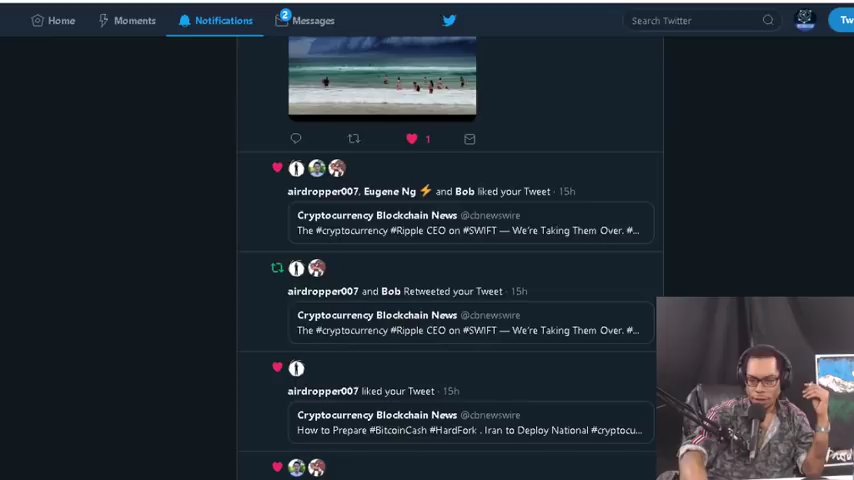 Home Moments Notifications 2 Messages Search Twitter Tw
1
airdropper007, Eugene Ng ⚡ and Bob liked your Tweet · 15h
Cryptocurrency Blockchain News @cbnewswire
The #cryptocurrency #Ripple CEO on #SWIFT — We're Taking Them Over. #...
airdropper007 and Bob Retweeted your Tweet · 15h
Cryptocurrency Blockchain News @cbnewswire
The #cryptocurrency #Ripple CEO on #SWIFT — We're Taking Them Over. #...
airdropper007 liked your Tweet · 15h
Cryptocurrency Blockchain News @cbnewswire
How to Prepare #BitcoinCash #HardFork . Iran to Deploy National #cryptocu...